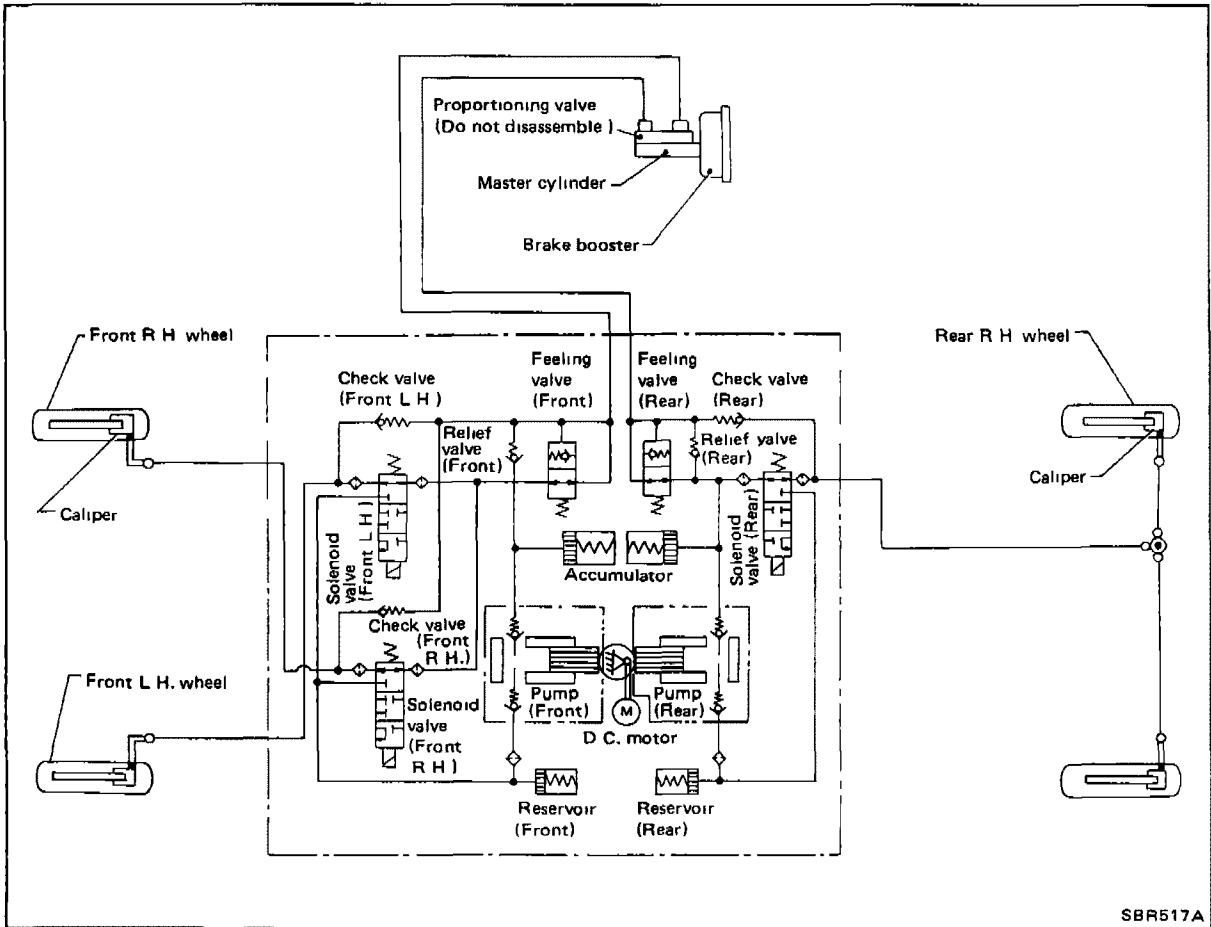 Proportioning valve
(Do not disassemble )
Master cylinder
Brake booster
Front R H wheel
Rear R H wheel
Check valve
(Front L H )
Feeling
valve
(Front)
Feeling
valve
(Rear)
Check valve
(Rear)
Relief
valve
(Front)
Relief valve
(Rear)
Caliper
Caliper
Solenoid
valve
(Front L H )
Accumulator
Solenoid
valve (Rear)
Check valve
(Front
R H.)
Front L H. wheel
Solenoid
valve
(Front
R H )
Pump
(Front)
Pump
(Rear)
M
D C. motor
Reservoir
(Front)
Reservoir
(Rear)
SBR517A